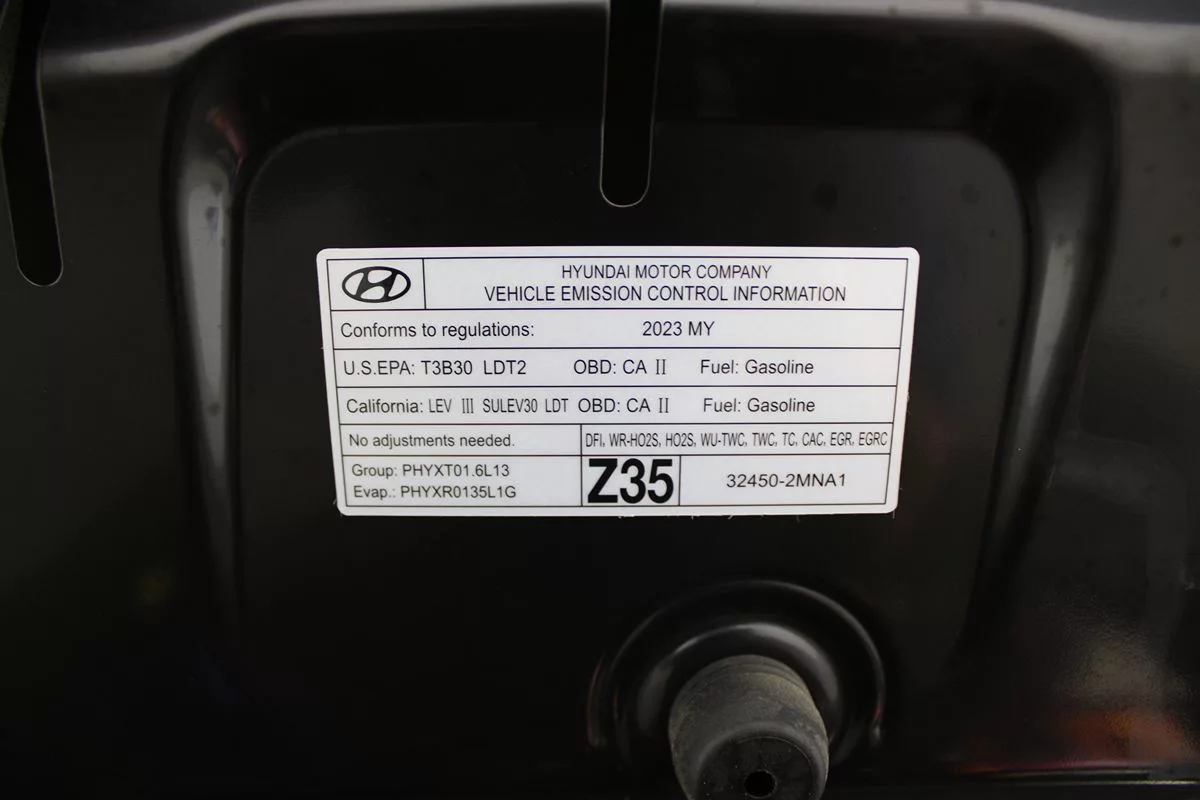 HYUNDAI MOTOR COMPANY
VEHICLE EMISSION CONTROL INFORMATION
Conforms to regulations: 2023 MY
U.S.EPA: T3B30 LDT2 OBD: CA II Fuel: Gasoline
California: LEV III SULEV30 LDT OBD: CA II Fuel: Gasoline
No adjustments needed. DFI, WR-HO2S, HO2S, WU-TWC, TWC, TC, CAC, EGR, EGRC
Group: PHYXT01.6L13
Evap.: PHYXR0135L1G
Z35
32450-2MNA1